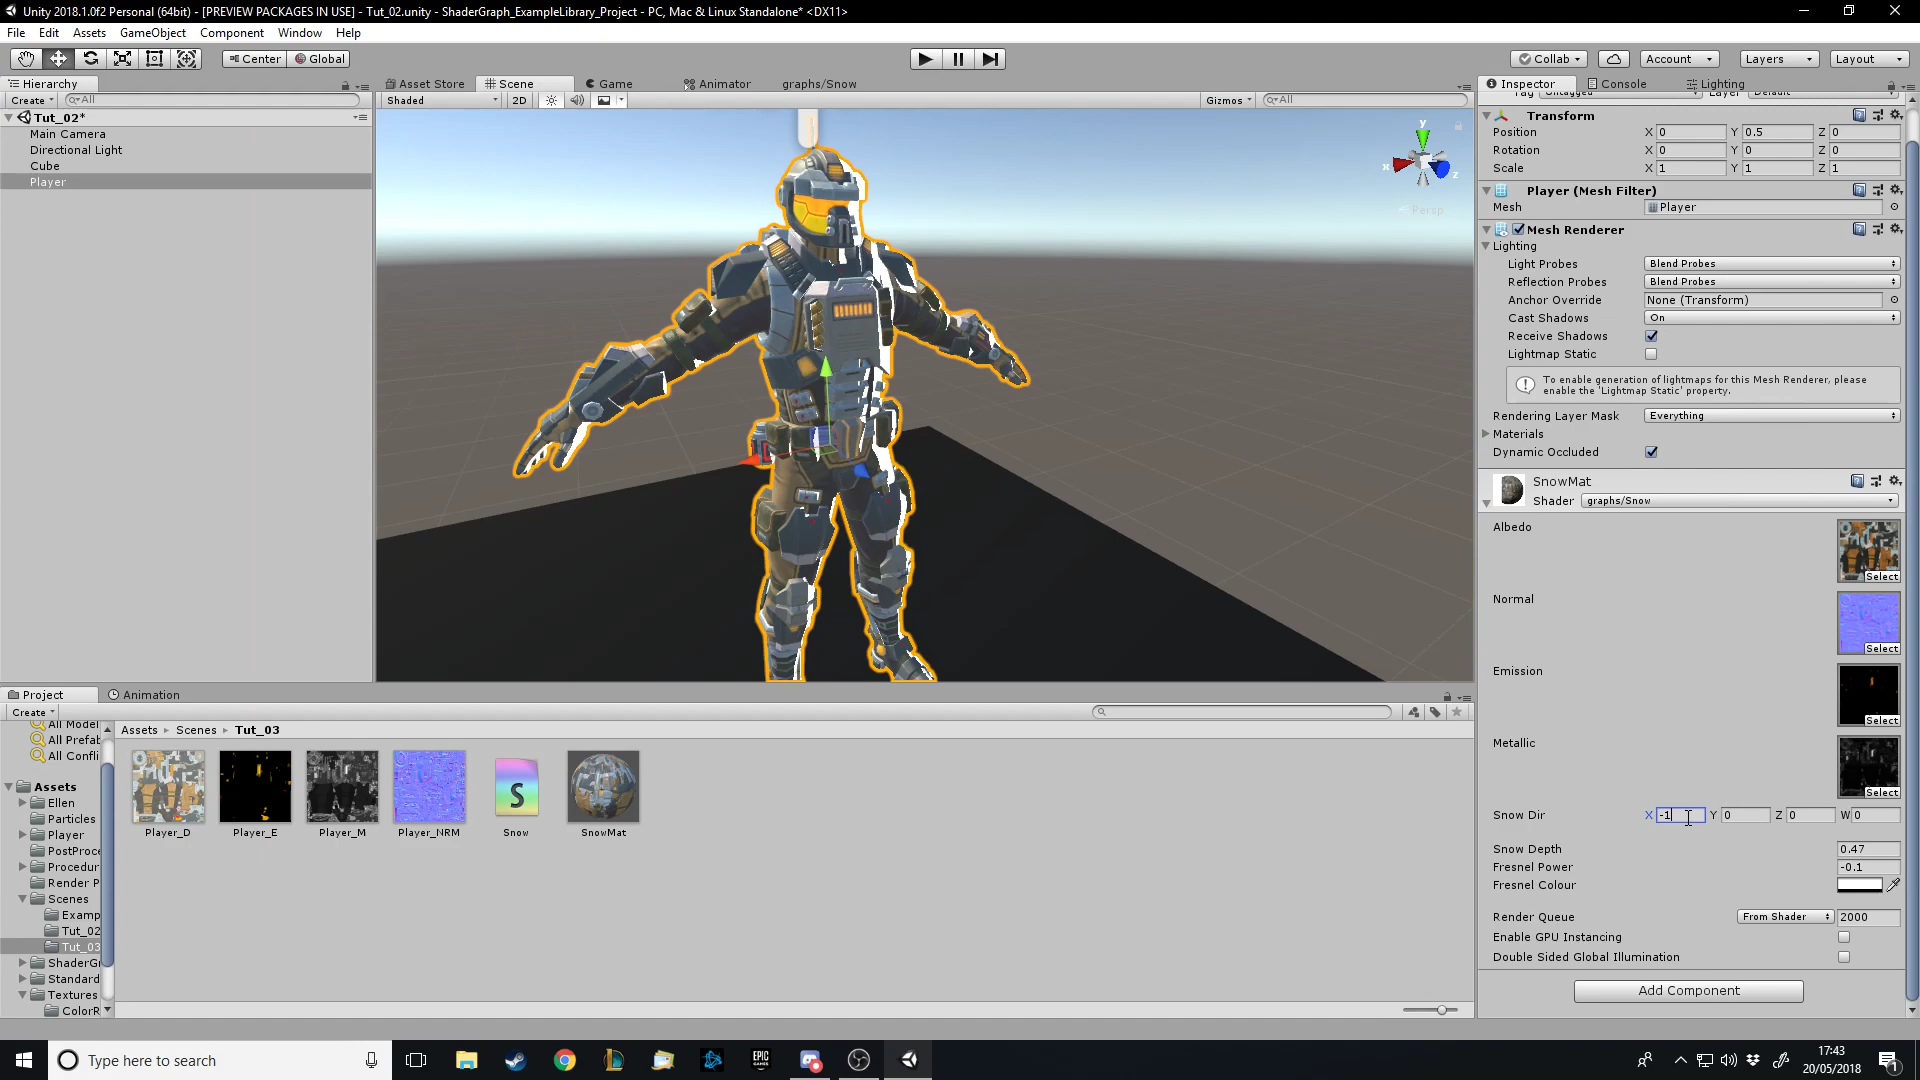 Unity 2018.1.0f2 Personal (64bit) - [PREVIEW PACKAGES IN USE] - Tut_02.unity - ShaderGraph_ExampleLibrary_Project - PC, Mac & Linux Standalone* <DX11>
File Edit Assets GameObject Component Window Help
Center Global Collab Account Layers Layout
Hierarchy Asset Store Scene Game Animator graphs/Snow Inspector Console Lighting
Create All Shaded 2D Gizmos All
Tag Untagged Layer Default
Tut_02*
Main Camera
Directional Light
Cube
Player
y
x
z
Persp
Transform
Position X 0 Y 0.5 Z 0
Rotation X 0 Y 0 Z 0
Scale X 1 Y 1 Z 1
Player (Mesh Filter)
Mesh Player
Mesh Renderer
Lighting
Light Probes Blend Probes
Reflection Probes Blend Probes
Anchor Override None (Transform)
Cast Shadows On
Receive Shadows
Lightmap Static
To enable generation of lightmaps for this Mesh Renderer, please
enable the 'Lightmap Static' property.
Rendering Layer Mask Everything
Materials
Dynamic Occluded
SnowMat
Shader graphs/Snow
Albedo
Select
Normal
Select
Emission
Select
Metallic
Select
Snow Dir X -1 Y 0 Z 0 W 0
Snow Depth 0.47
Fresnel Power -0.1
Fresnel Colour
Render Queue From Shader 2000
Enable GPU Instancing
Double Sided Global Illumination
Add Component
Project Animation
Create
All Model
All Prefab
All Confli
Assets
Ellen
Particles
Player
PostProce
Procedur
Render P
Scenes
Examp
Tut_02
Tut_03
ShaderGr
Standard
Textures
ColorR
Assets Scenes Tut_03
Player_D Player_E Player_M Player_NRM Snow SnowMat
S
Type here to search
EPIC
GAMES
17:43
20/05/2018
1